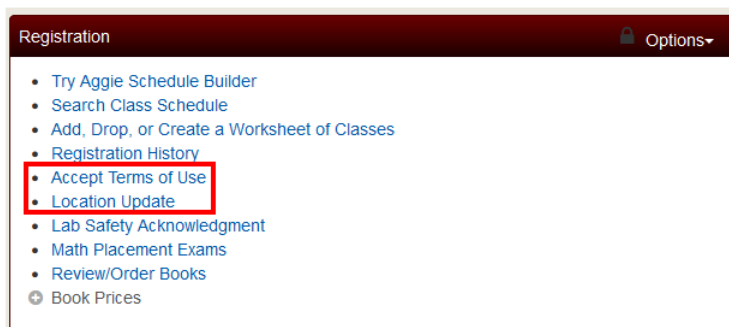 Registration Options
Try Aggie Schedule Builder
Search Class Schedule
Add, Drop, or Create a Worksheet of Classes
Registration History
Accept Terms of Use
Location Update
Lab Safety Acknowledgment
Math Placement Exams
Review/Order Books
Book Prices